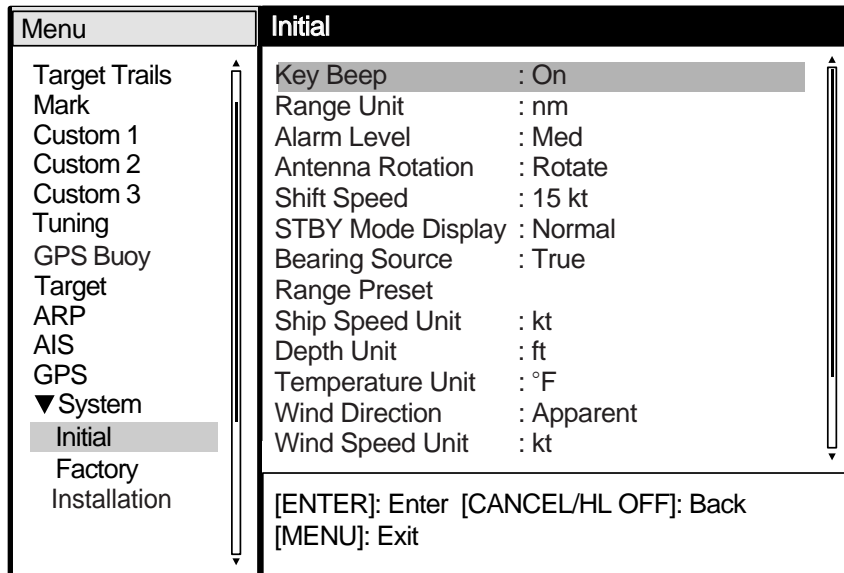 Menu
Target Trails
Mark
Custom 1
Custom 2
Custom 3
Tuning
GPS Buoy
Target
ARP
AIS
GPS
▼System
Initial
Factory
Installation
Initial
Key Beep : On
Range Unit : nm
Alarm Level : Med
Antenna Rotation : Rotate
Shift Speed : 15 kt
STBY Mode Display : Normal
Bearing Source : True
Range Preset
Ship Speed Unit : kt
Depth Unit : ft
Temperature Unit : °F
Wind Direction : Apparent
Wind Speed Unit : kt
[ENTER]: Enter [CANCEL/HL OFF]: Back
[MENU]: Exit